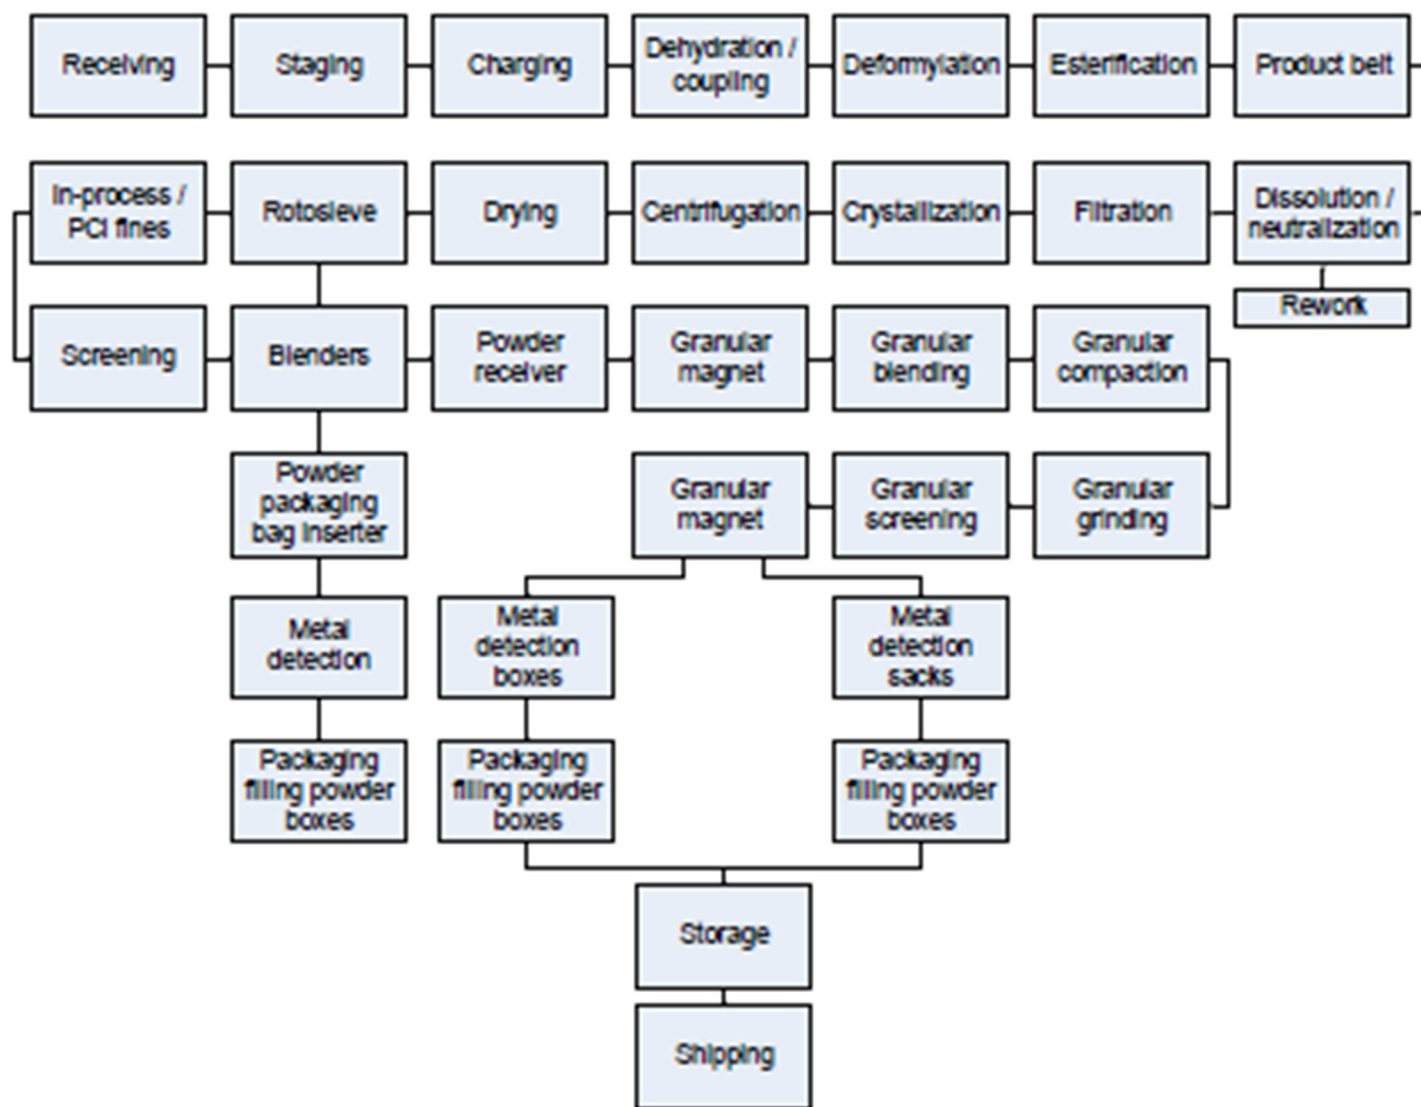 Receiving
Staging
Charging
Dehydration /
coupling
Deformylation
Esterification
Product belt
In-process /
PCI fines
Rotosieve
Drying
Centrifugation
Crystallization
Filtration
Dissolution /
neutralization
Rework
Screening
Blenders
Powder
receiver
Granular
magnet
Granular
blending
Granular
compaction
Powder
packaging
bag inserter
Granular
magnet
Granular
screening
Granular
grinding
Metal
detection
Metal
detection
boxes
Metal
detection
sacks
Packaging
filling powder
boxes
Packaging
filling powder
boxes
Packaging
filling powder
boxes
Storage
Shipping